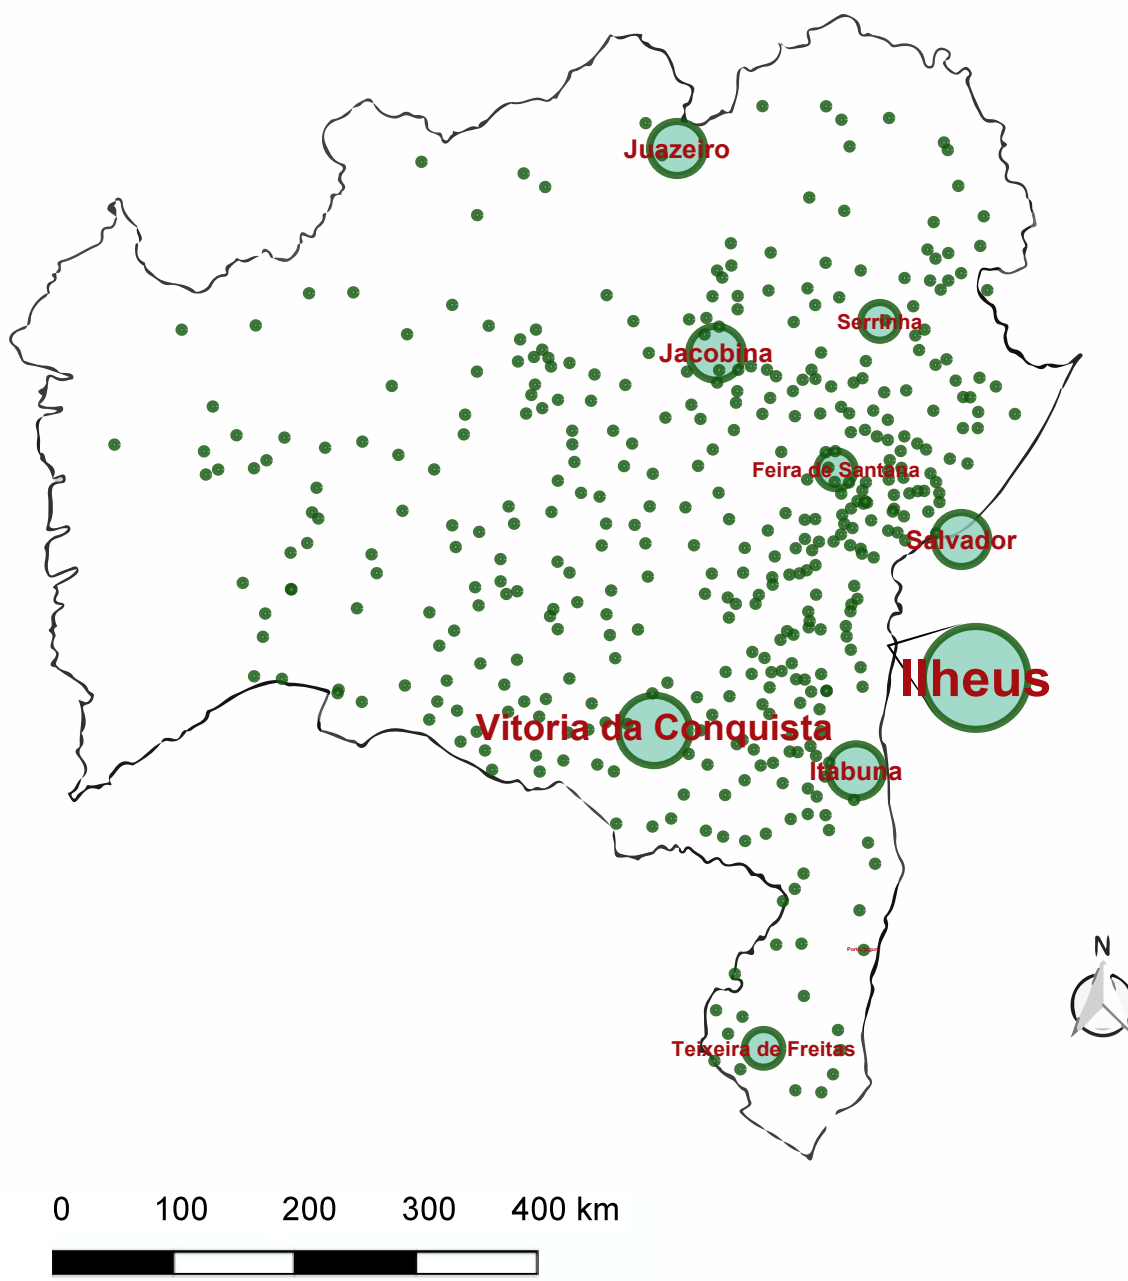 Juazeiro
Serrinha
Jacobina
Feira de Santana
Salvador
Ilheus
Vitoria da Conquista
Itabuna
N
Teixeira de Freitas
0 100 200 300 400 km